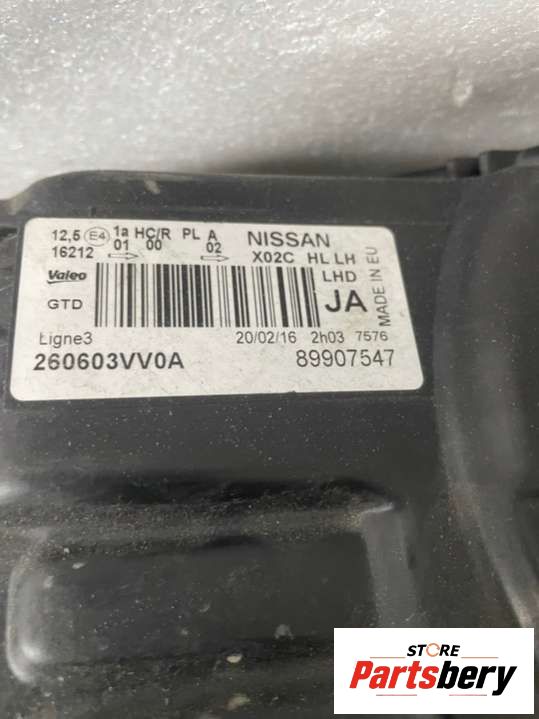 12,5 E4 1a HC/R PL A NISSAN
16212 01 00 02 X02C HL LH
Valeo LHD
GTD JA
MADE IN EU
Ligne3 20/02/16 2h03 7576
260603VV0A 89907547
STORE
Partsbery